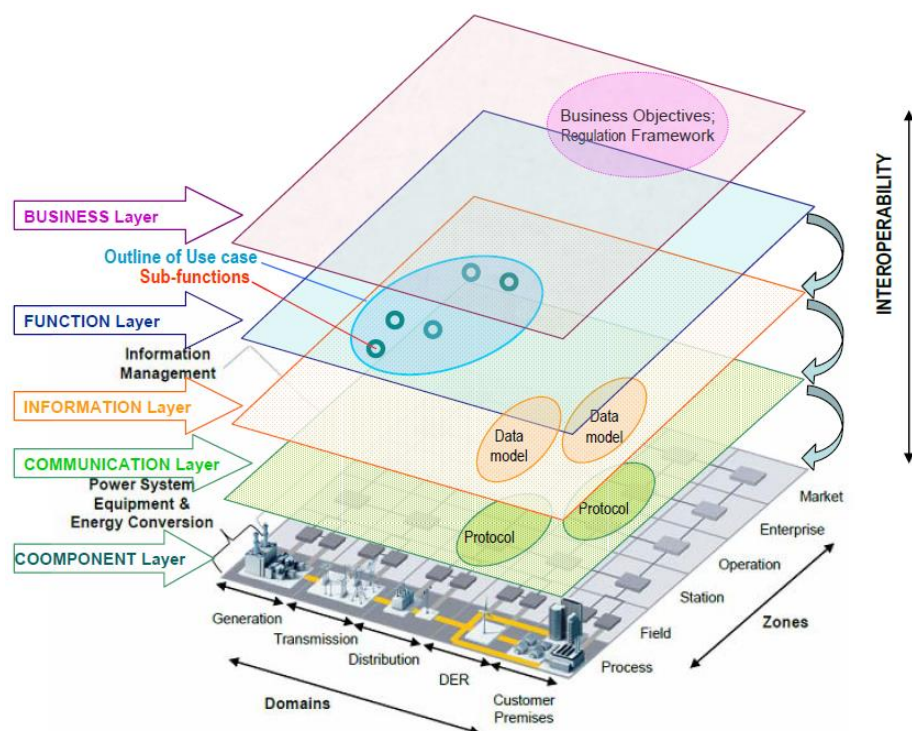 Business Objectives;
Regulation Framework
INTEROPERABILITY
BUSINESS Layer
Outline of Use case
Sub-functions
FUNCTION Layer
Information
Management
INFORMATION Layer
Data
model
Data
model
COMMUNICATION Layer
Power System
Equipment &
Energy Conversion
Protocol
Protocol
COOMPONENT Layer
Market
Enterprise
Operation
Station
Field
Process
Zones
Generation
Transmission
Distribution
DER
Customer
Premises
Domains